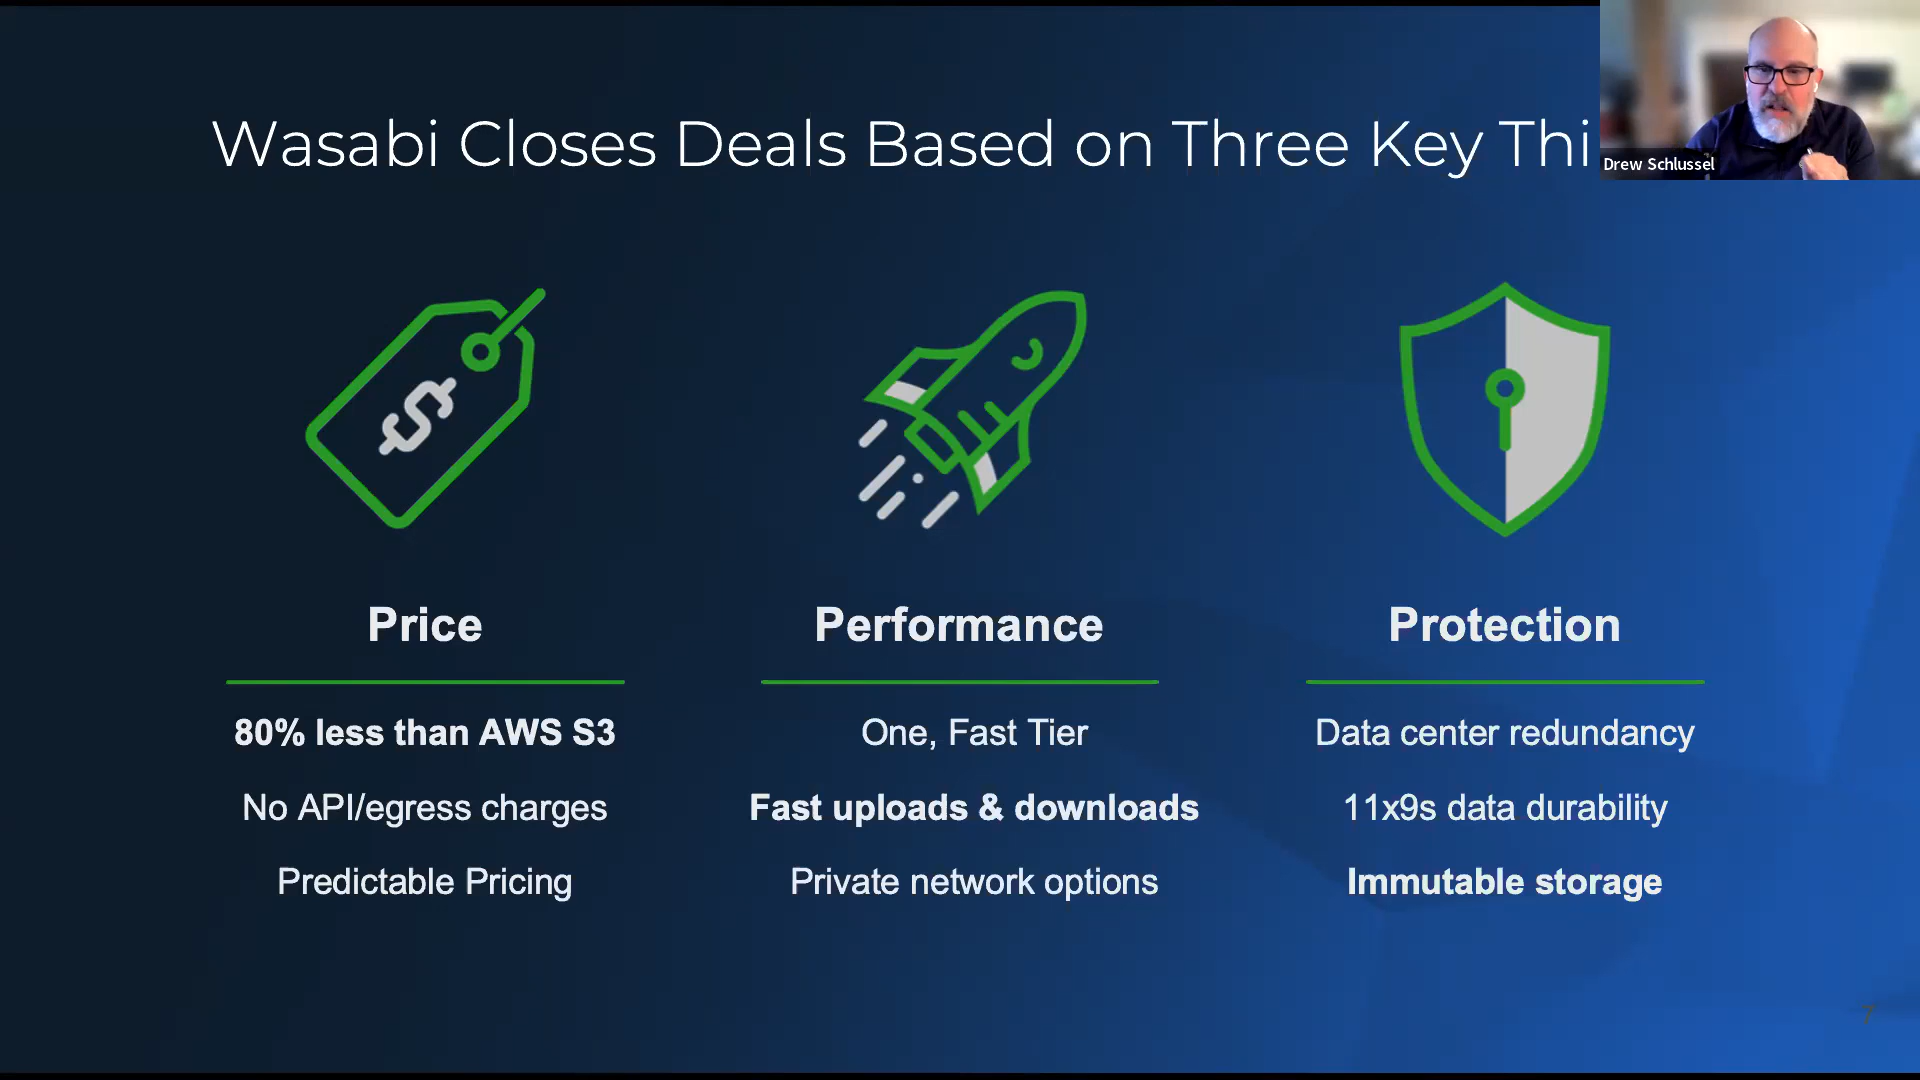 Wasabi Closes Deals Based on Three Key Thi
Drew Schlussel
$
Price
80% less than AWS S3
No API/egress charges
Predictable Pricing
Performance
One, Fast Tier
Fast uploads & downloads
Private network options
Protection
Data center redundancy
11x9s data durability
Immutable storage
7